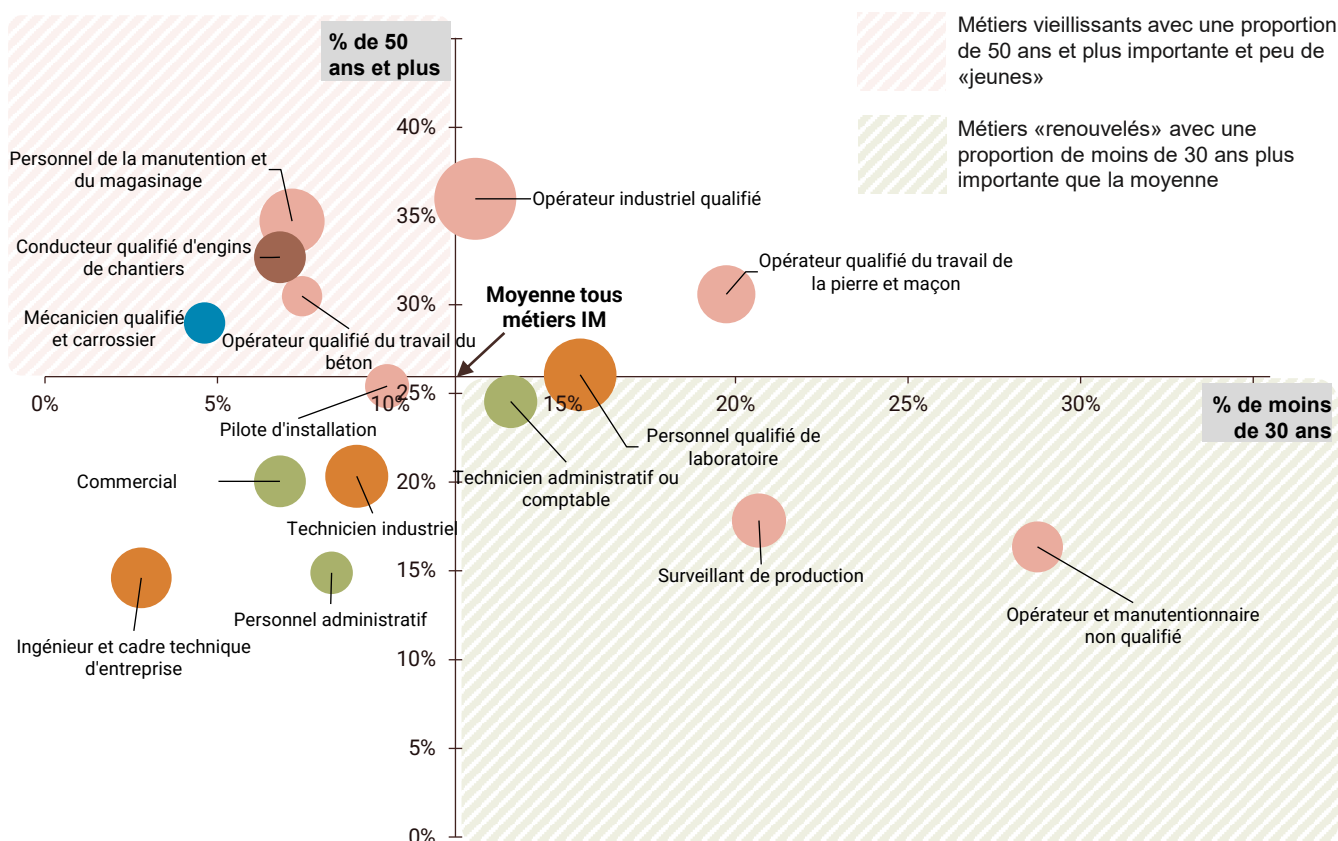 % de 50
ans et plus
Métiers vieillissants avec une proportion
de 50 ans et plus importante et peu de
«jeunes»
Métiers «renouvelés» avec une
proportion de moins de 30 ans plus
importante que la moyenne
40%
Personnel de la manutention et
du magasinage
Opérateur industriel qualifié
35%
Conducteur qualifié d'engins
de chantiers
Opérateur qualifié du travail de
la pierre et maçon
30%
Moyenne tous
métiers IM
Mécanicien qualifié
et carrossier
Opérateur qualifié du travail du
béton
25%
0%
5%
10%
15%
20%
25%
30%
% de moins
de 30 ans
Pilote d'installation
Personnel qualifié de
laboratoire
Commercial
20%
Technicien administratif ou
comptable
Technicien industriel
15%
Surveillant de production
Personnel administratif
Opérateur et manutentionnaire
non qualifié
Ingénieur et cadre technique
d'entreprise
10%
5%
0%